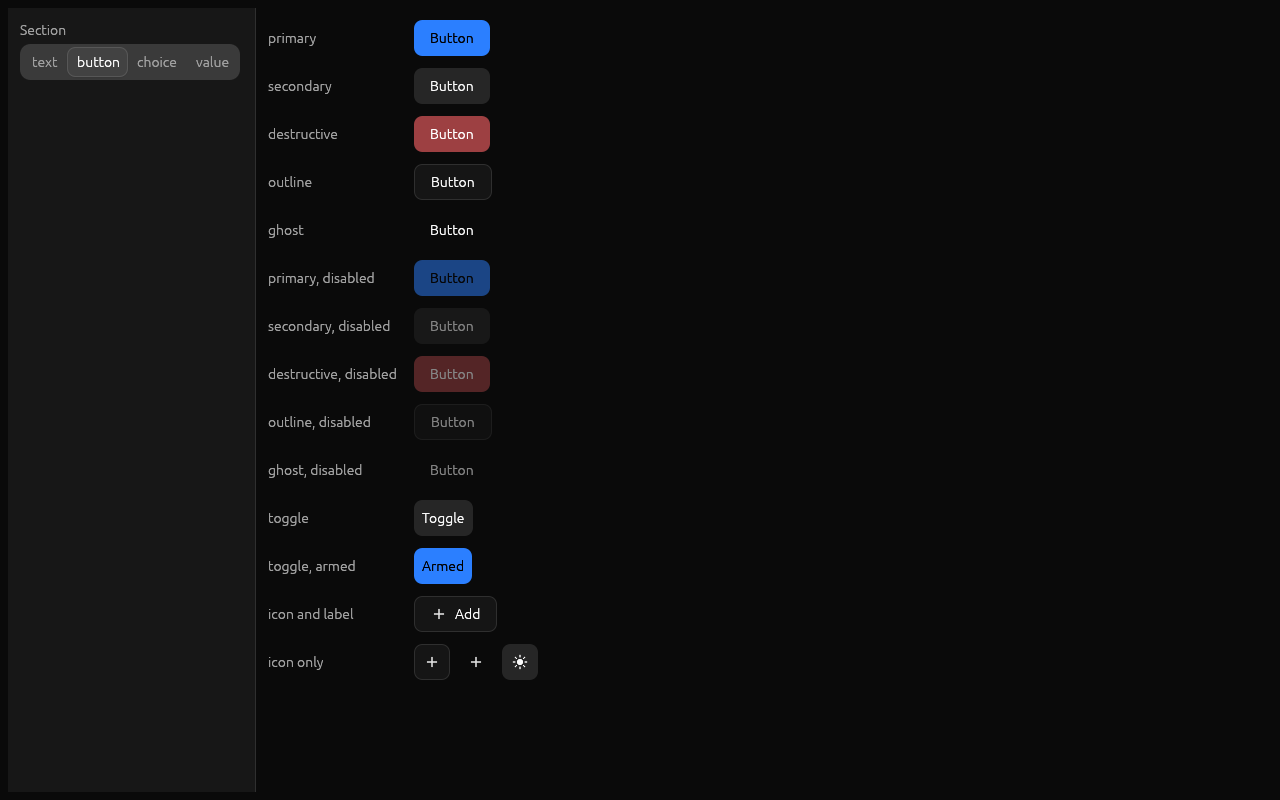 Section
text button choice value
primary Button
secondary Button
destructive Button
outline Button
ghost Button
primary, disabled Button
secondary, disabled Button
destructive, disabled Button
outline, disabled Button
ghost, disabled Button
toggle Toggle
toggle, armed Armed
icon and label Add
icon only